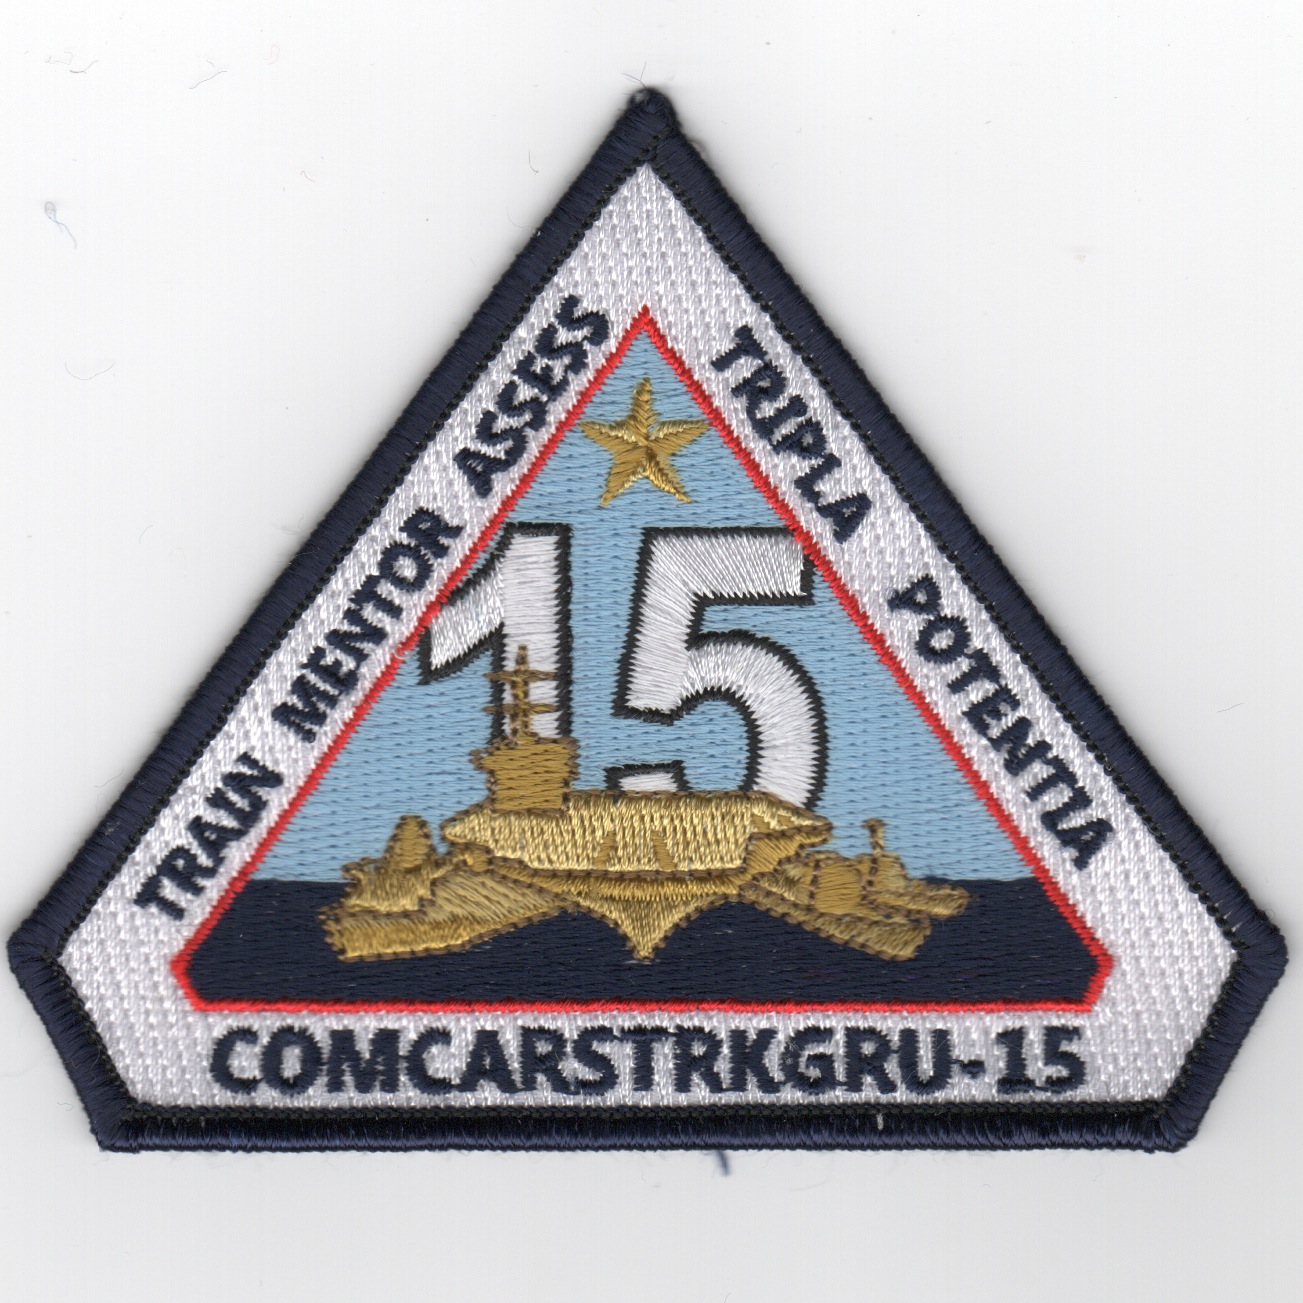 TRAIN MENTOR ASSESS
TRIPLA POTENTIA
15
COMCARSTRKGRU-15